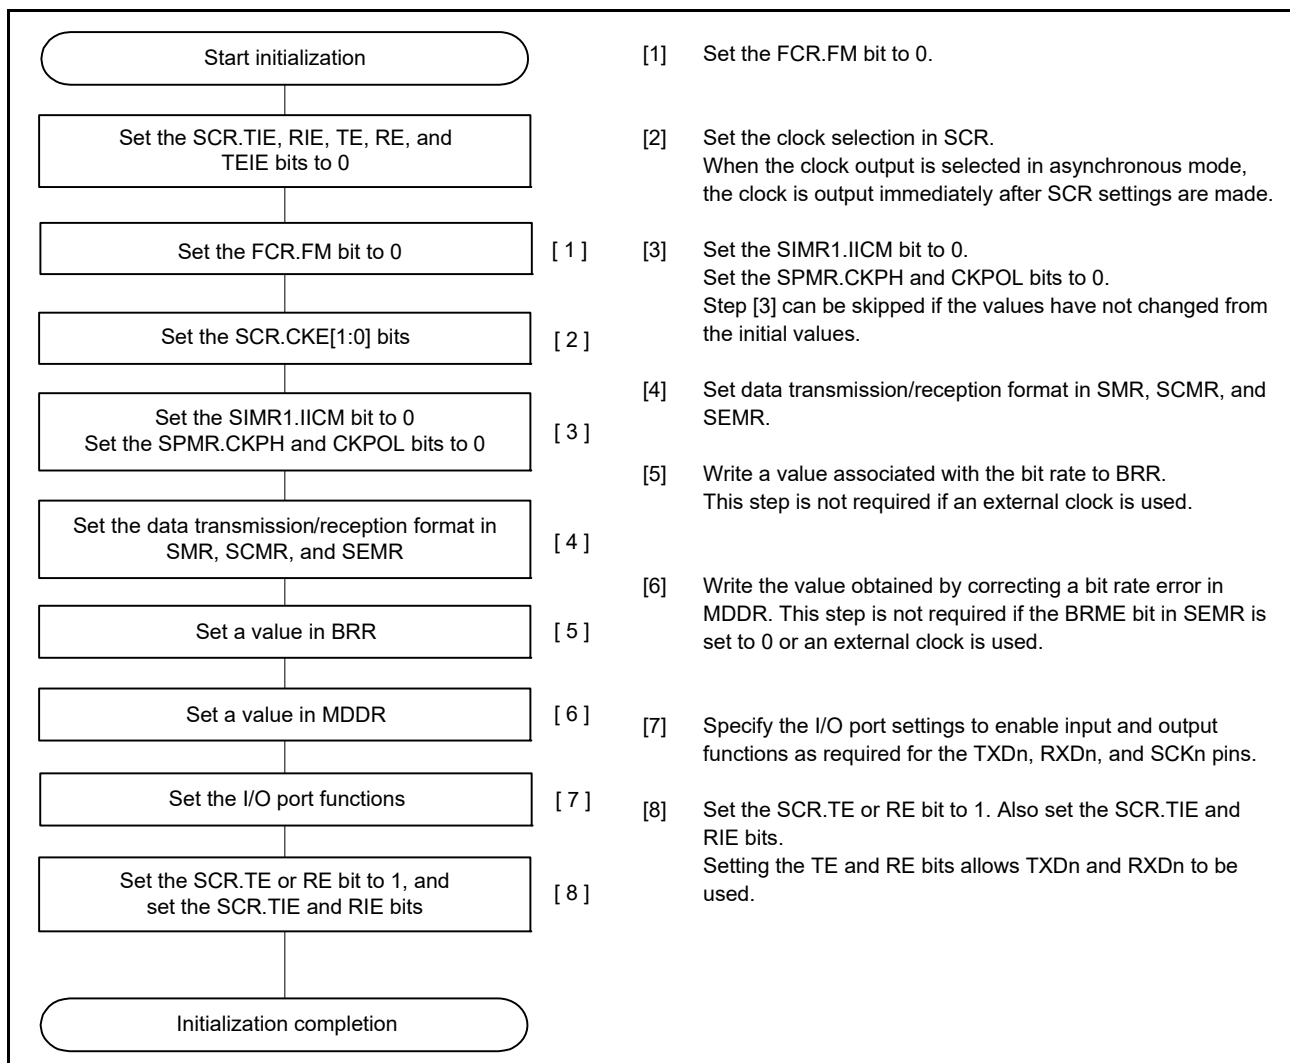 Start initialization
Set the SCR.TIE, RIE, TE, RE, and
TEIE bits to 0
Set the FCR.FM bit to 0
[ 1 ]
Set the SCR.CKE[1:0] bits
[ 2 ]
Set the SIMR1.IICM bit to 0
Set the SPMR.CKPH and CKPOL bits to 0
[ 3 ]
Set the data transmission/reception format in
SMR, SCMR, and SEMR
[ 4 ]
Set a value in BRR
[ 5 ]
Set a value in MDDR
[ 6 ]
Set the I/O port functions
[ 7 ]
Set the SCR.TE or RE bit to 1, and
set the SCR.TIE and RIE bits
[ 8 ]
Initialization completion
[1] Set the FCR.FM bit to 0.
[2] Set the clock selection in SCR.
When the clock output is selected in asynchronous mode,
the clock is output immediately after SCR settings are made.
[3] Set the SIMR1.IICM bit to 0.
Set the SPMR.CKPH and CKPOL bits to 0.
Step [3] can be skipped if the values have not changed from
the initial values.
[4] Set data transmission/reception format in SMR, SCMR, and
SEMR.
[5] Write a value associated with the bit rate to BRR.
This step is not required if an external clock is used.
[6] Write the value obtained by correcting a bit rate error in
MDDR. This step is not required if the BRME bit in SEMR is
set to 0 or an external clock is used.
[7] Specify the I/O port settings to enable input and output
functions as required for the TXDn, RXDn, and SCKn pins.
[8] Set the SCR.TE or RE bit to 1. Also set the SCR.TIE and
RIE bits.
Setting the TE and RE bits allows TXDn and RXDn to be
used.